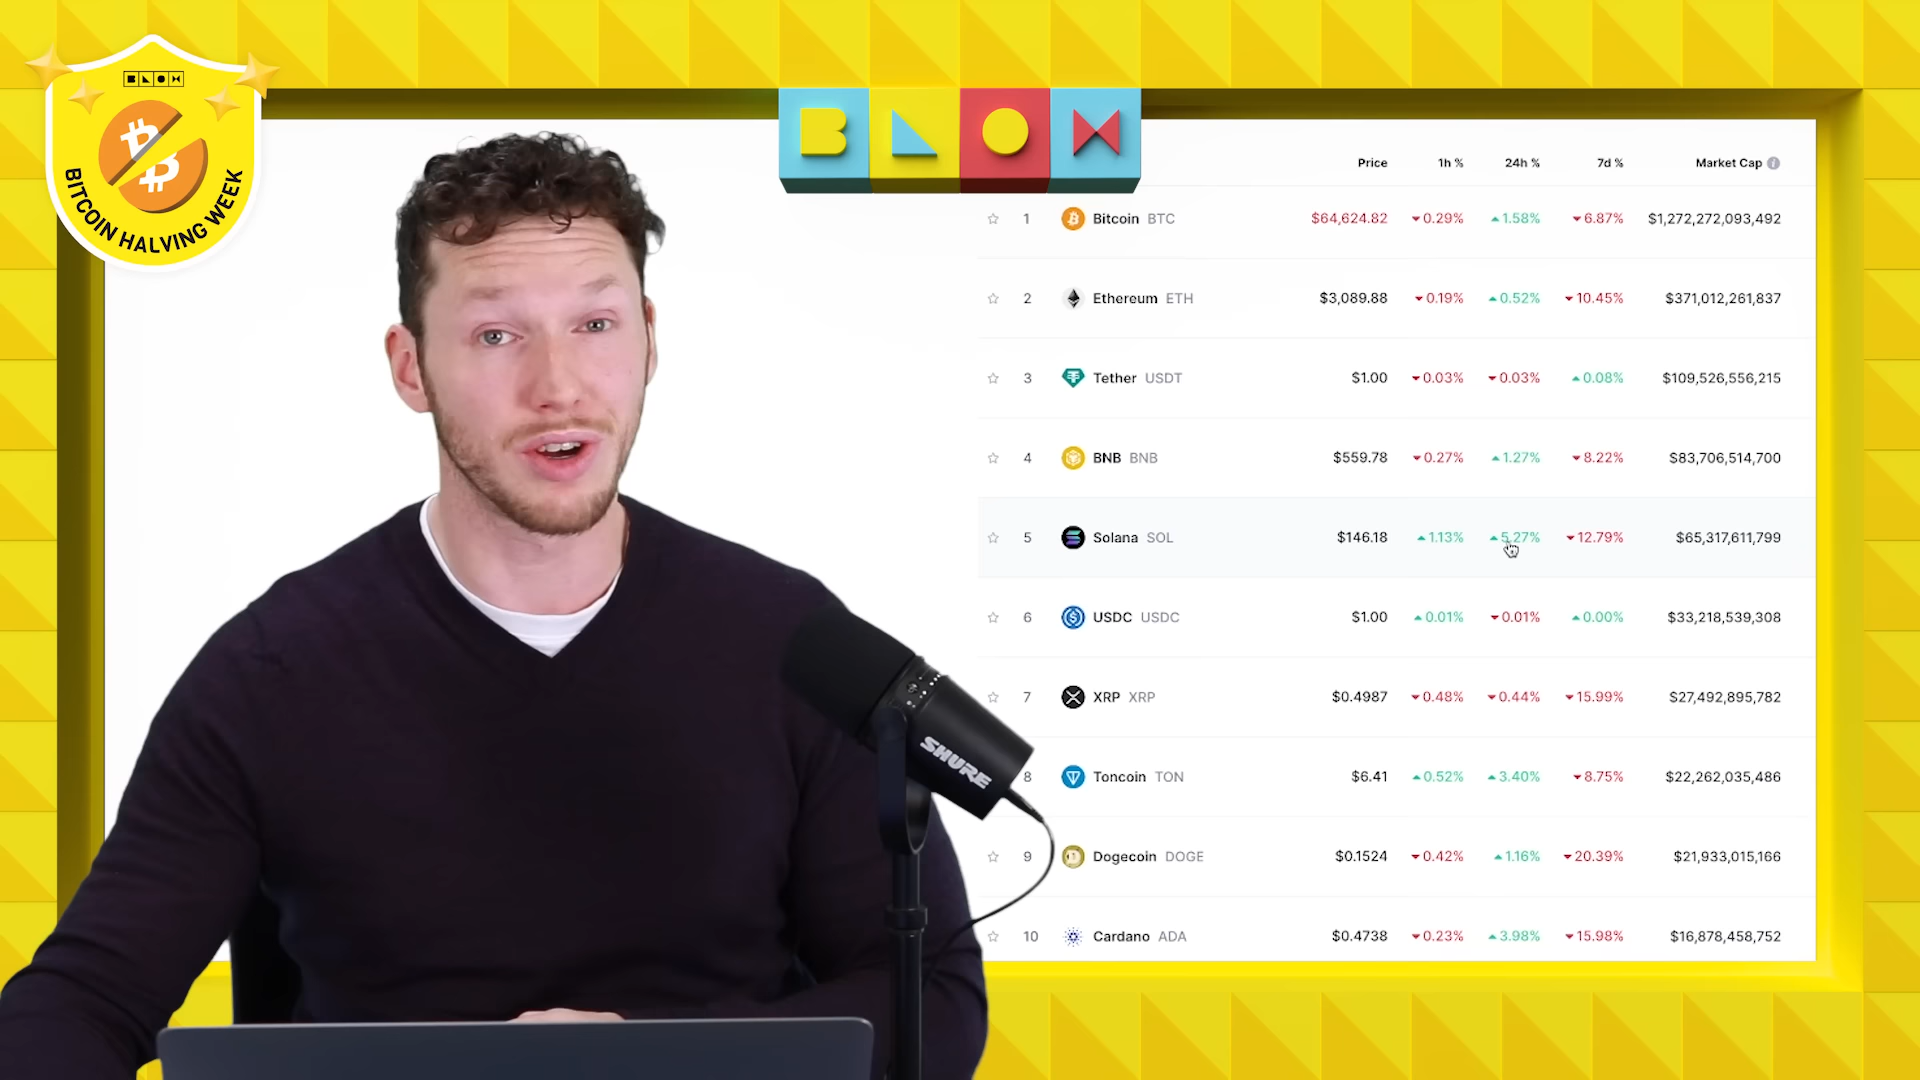 BLOX
BITCOIN HALVING WEEK
BLOX
Price 1h % 24h % 7d % Market Cap
1 Bitcoin BTC $64,624.82 0.29% 1.58% 6.87% $1,272,272,093,492
2 Ethereum ETH $3,089.88 0.19% 0.52% 10.45% $371,012,261,837
3 Tether USDT $1.00 0.03% 0.03% 0.08% $109,526,556,215
4 BNB BNB $559.78 0.27% 1.27% 8.22% $83,706,514,700
5 Solana SOL $146.18 1.13% 5.27% 12.79% $65,317,611,799
6 USDC USDC $1.00 0.01% 0.01% 0.00% $33,218,539,308
7 XRP XRP $0.4987 0.48% 0.44% 15.99% $27,492,895,782
8 Toncoin TON $6.41 0.52% 3.40% 8.75% $22,262,035,486
9 Dogecoin DOGE $0.1524 0.42% 1.16% 20.39% $21,933,015,166
10 Cardano ADA $0.4738 0.23% 3.98% 15.98% $16,878,458,752
SHURE